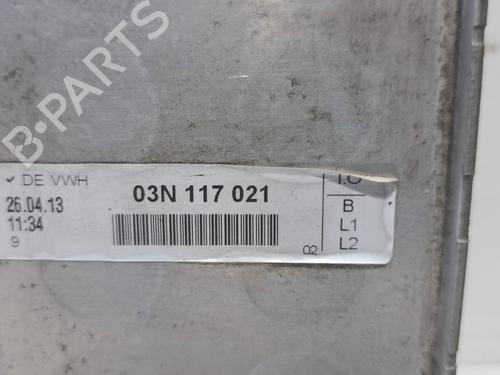 B-PARTS
✓ DE VWH
26.04.13
11:34
9
03N 117 021
B
L1
L2
02